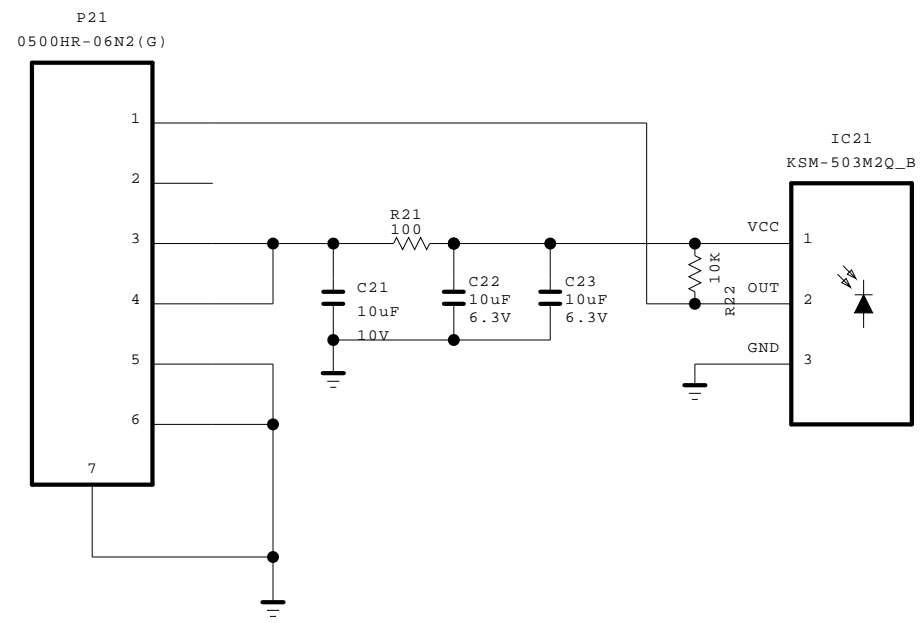 P21
0500HR-06N2(G)
1
2
3
4
5
6
7
R21
100
C21
10uF
10V
C22
10uF
6.3V
C23
10uF
6.3V
10K
R22
IC21
KSM-503M2Q_B
VCC
1
OUT
2
GND
3